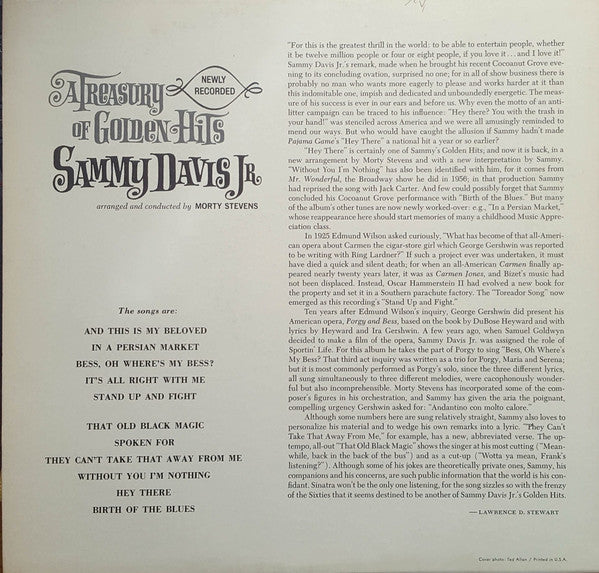 A TREASURY
OF GOLDEN HITS
NEWLY
RECORDED
SAMMY DAVIS JR
arranged and conducted by MORTY STEVENS
The songs are:
AND THIS IS MY BELOVED
IN A PERSIAN MARKET
BESS, OH WHERE'S MY BESS?
IT'S ALL RIGHT WITH ME
STAND UP AND FIGHT
THAT OLD BLACK MAGIC
SPOKEN FOR
THEY CAN'T TAKE THAT AWAY FROM ME
WITHOUT YOU I'M NOTHING
HEY THERE
BIRTH OF THE BLUES
"For this is the greatest thrill in the world: to be able to entertain people, whether
it be twelve million people or four or eight people, if you love it . . . and I love it!"
Sammy Davis Jr.'s remark, made when he brought his recent Cocoanut Grove eve-
ning to its concluding ovation, surprised no one; for in all of show business there is
probably no man who wants more eagerly to please and works harder at it than
this indomitable one, impish and dedicated and unboundedly energetic. The meas-
ure of his success is ever in our ears and before us. Why even the motto of an anti-
litter campaign can be traced to his influence: "Hey there? You with the trash in
your hand!" was stenciled across America and we were all amusingly reminded to
mend our ways. But who would have caught the allusion if Sammy hadn't made
Pajama Game's "Hey There" a national hit a year or so earlier?
"Hey There" is certainly one of Sammy's Golden Hits; and now it is back, in a
new arrangement by Morty Stevens and with a new interpretation by Sammy.
"Without You I'm Nothing" has also been identified with him, for it comes from
Mr. Wonderful, the Broadway show he did in 1956; in that production Sammy
had reprised the song with Jack Carter. And few could possibly forget that Sammy
concluded his Cocoanut Grove performance with "Birth of the Blues." But many
of the album's other tunes are now newly worked-over: e.g., "In a Persian Market,"
whose reappearance here should start memories of many a childhood Music Appre-
ciation class.
In 1925 Edmund Wilson asked curiously, "What has become of that all-Ameri-
can opera about Carmen the cigar-store girl which George Gershwin was reported
to be writing with Ring Lardner?" If such a project ever was undertaken, it must
have died a quick and silent death; for when an all-American Carmen finally ap-
peared nearly twenty years later, it was as Carmen Jones, and Bizet's music had
not been displaced. Instead, Oscar Hammerstein II had evolved a new book for
the property and set it in a Southern parachute factory. The "Toreador Song" now
emerged as this recording's "Stand Up and Fight."
Ten years after Edmund Wilson's inquiry, George Gershwin did present his
American opera, Porgy and Bess, based on the book by DuBose Heyward and with
lyrics by Heyward and Ira Gershwin. A few years ago, when Samuel Goldwyn
decided to make a film of the opera, Sammy Davis Jr. was assigned the role of
Sportin' Life. For this album he takes the part of Porgy to sing "Bess, Oh Where's
My Bess? That third act inquiry was written as a trio for Porgy, Maria and Serena;
but it is most commonly performed as Porgy's solo, since the three different lyrics,
all sung simultaneously to three different melodies, were cacophonously wonder-
ful but also incomprehensible. Morty Stevens has incorporated some of the com-
poser's figures in his orchestration, and Sammy has given the aria the poignant,
compelling urgency Gershwin asked for: "Andantino con molto calore."
Although some numbers here are sung relatively straight, Sammy also loves to
personalize his material and to wedge his own remarks into a lyric. "They Can't
Take That Away From Me," for example, has a new, abbreviated verse. The up-
tempo, all-out "That Old Black Magic" shows the singer at his most cutting ("Mean-
while, back in the back of the bus") and as a cut-up ("Wotta ya mean, Frank's
listening?"). Although some of his jokes are theoretically private ones, Sammy, his
companions and his concerns, are such public information that the world is his con-
fidant. Sinatra won't be the only one listening, for the song sizzles so with the frenzy
of the Sixties that it seems destined to be another of Sammy Davis Jr.'s Golden Hits.
— LAWRENCE D. STEWART
Cover photo: Ted Allen / Printed in U.S.A.